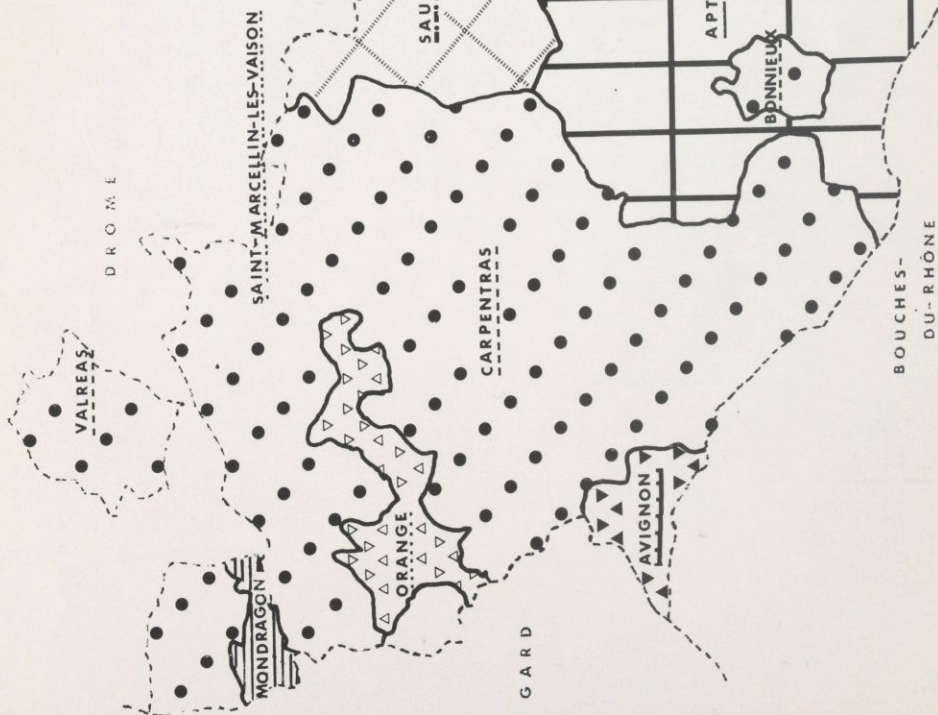 DROME
VALREAS
SAINT-MARCELLIN-LES-VAISON
SAU
APT
BONNIEUX
MONDRAGON
ORANGE
CARPENTRAS
AVIGNON
GARD
BOUCHES-
DU-RHÔNE